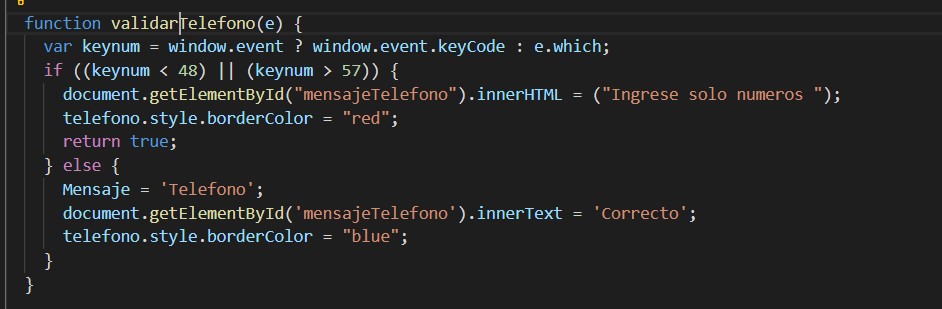 function validarTelefono(e) {
var keynum = window.event ? window.event.keyCode : e.which;
if ((keynum < 48) || (keynum > 57)) {
document.getElementById("mensajeTelefono").innerHTML = ("Ingrese solo numeros ");
telefono.style.borderColor = "red";
return true;
} else {
Mensaje = 'Telefono';
document.getElementById('mensajeTelefono').innerText = 'Correcto';
telefono.style.borderColor = "blue";
}
}